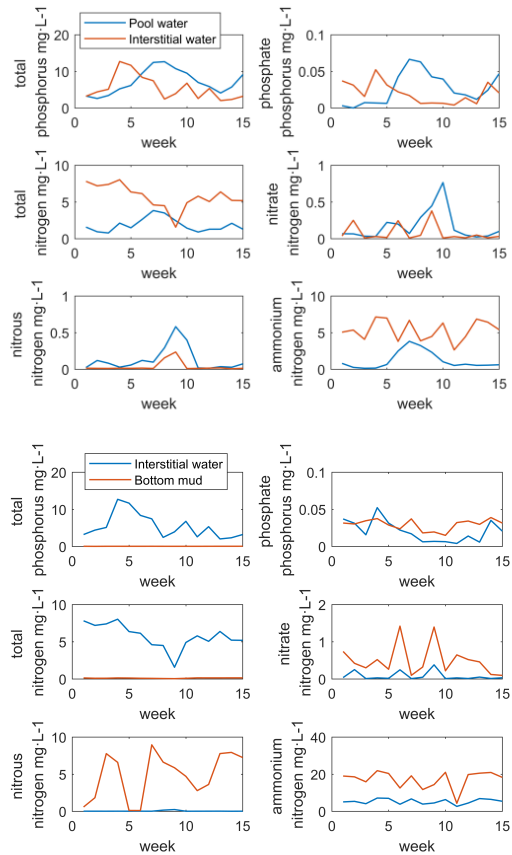 Pool water
Interstitial water
total
phosphorus mg·L-1
20
10
0
0 5 10 15
week
phosphate
phosphorus mg·L-1
0.1
0.05
0
0 5 10 15
week
total
nitrogen mg·L-1
10
5
0
0 5 10 15
week
nitrate
nitrogen mg·L-1
1
0.5
0
0 5 10 15
week
nitrous
nitrogen mg·L-1
1
0.5
0
0 5 10 15
week
ammonium
nitrogen mg·L-1
10
5
0
0 5 10 15
week
Interstitial water
Bottom mud
total
phosphorus mg·L-1
20
10
0
0 5 10 15
week
phosphate
phosphorus mg·L-1
0.1
0.05
0
0 5 10 15
week
total
nitrogen mg·L-1
10
5
0
0 5 10 15
week
nitrate
nitrogen mg·L-1
2
1
0
0 5 10 15
week
nitrous
nitrogen mg·L-1
10
5
0
0 5 10 15
week
ammonium
nitrogen mg·L-1
40
20
0
0 5 10 15
week